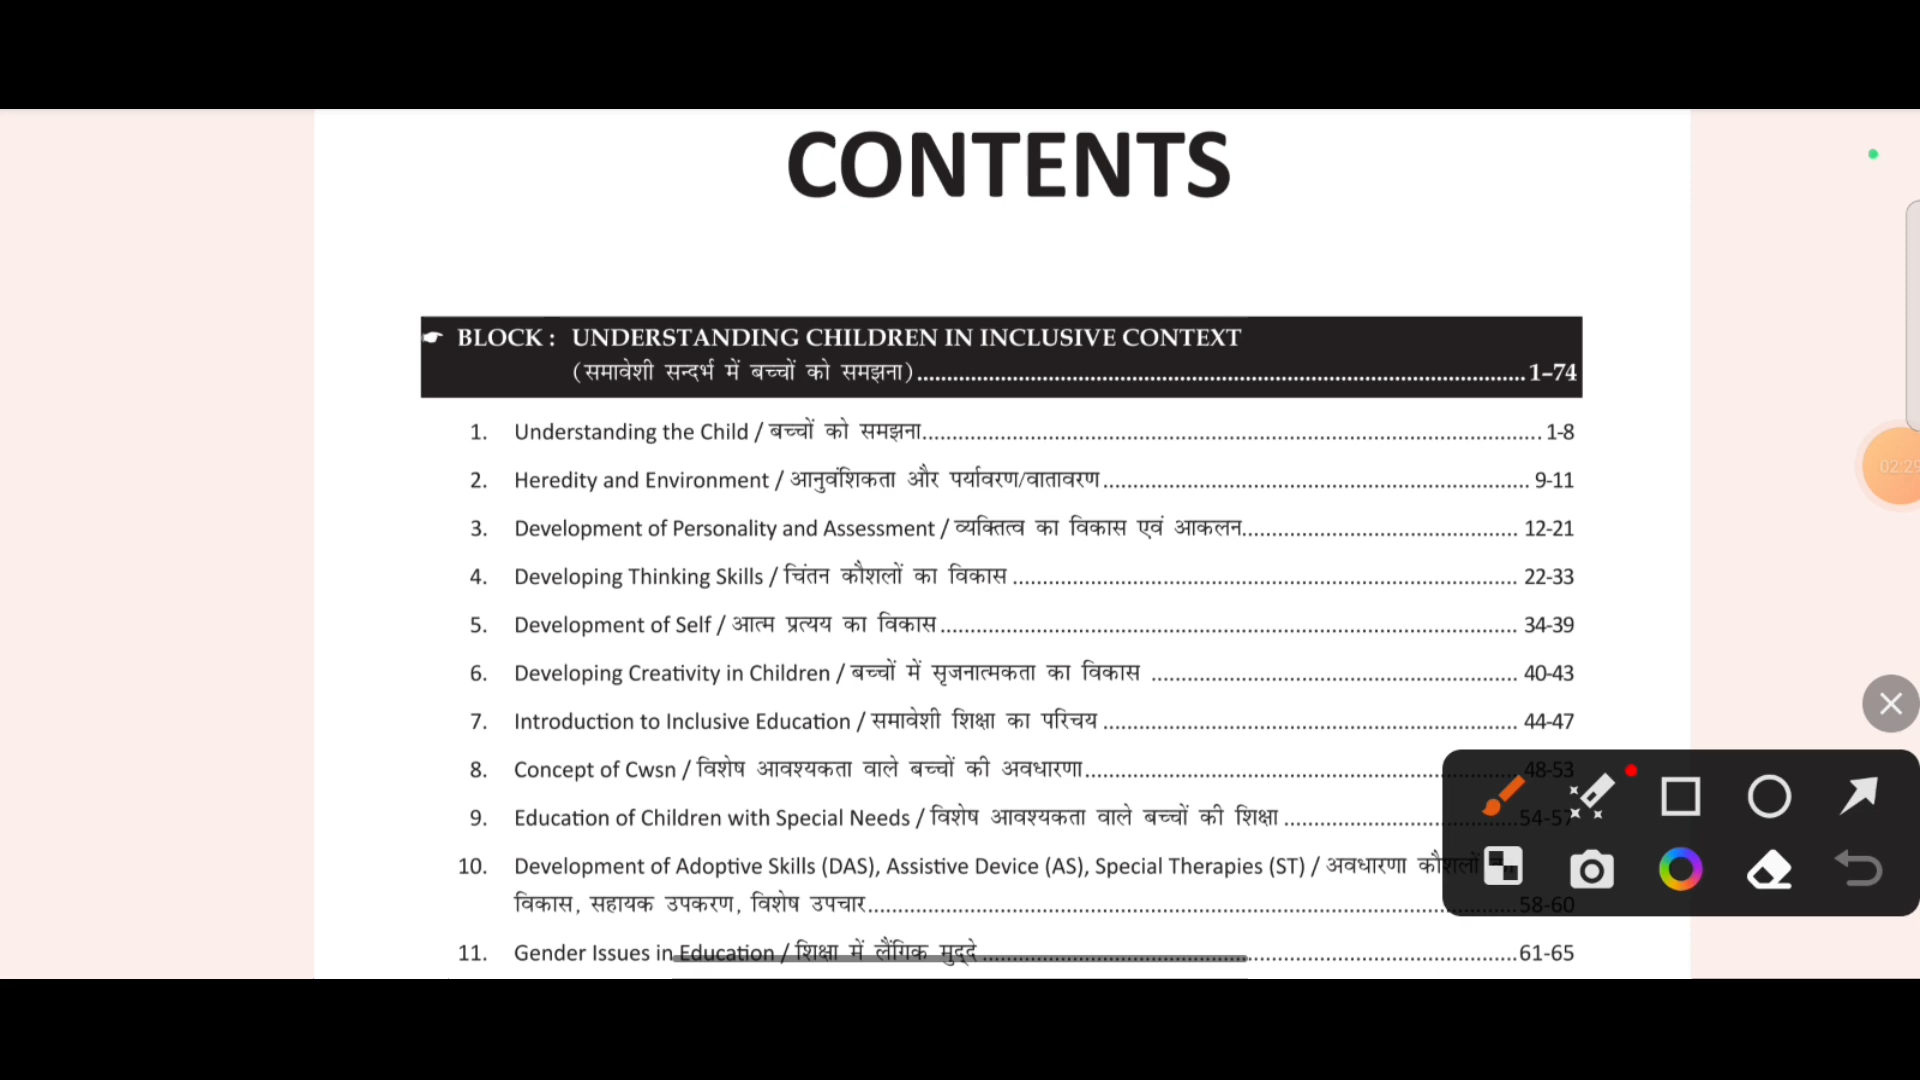 CONTENTS
BLOCK : UNDERSTANDING CHILDREN IN INCLUSIVE CONTEXT
(समावेशी सन्दर्भ में बच्चों को समझना) 1–74
1. Understanding the Child / बच्चों को समझना 1-8
2. Heredity and Environment / आनुवंशिकता और पर्यावरण/वातावरण 9-11
3. Development of Personality and Assessment / व्यक्तित्व का विकास एवं आकलन 12-21
4. Developing Thinking Skills / चिंतन कौशलों का विकास 22-33
5. Development of Self / आत्म प्रत्यय का विकास 34-39
6. Developing Creativity in Children / बच्चों में सृजनात्मकता का विकास 40-43
7. Introduction to Inclusive Education / समावेशी शिक्षा का परिचय 44-47
8. Concept of Cwsn / विशेष आवश्यकता वाले बच्चों की अवधारणा 48-53
9. Education of Children with Special Needs / विशेष आवश्यकता वाले बच्चों की शिक्षा 54-57
10. Development of Adoptive Skills (DAS), Assistive Device (AS), Special Therapies (ST) / अवधारणा कौशलों
विकास, सहायक उपकरण, विशेष उपचार 58-60
11. Gender Issues in Education / शिक्षा में लैंगिक मुद्दे 61-65
02:29